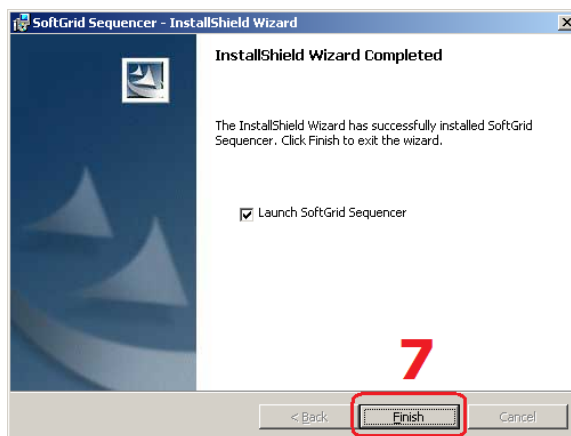 SoftGrid Sequencer - InstallShield Wizard
InstallShield Wizard Completed
The InstallShield Wizard has successfully installed SoftGrid
Sequencer. Click Finish to exit the wizard.
Launch SoftGrid Sequencer
7
< Back
Finish
Cancel